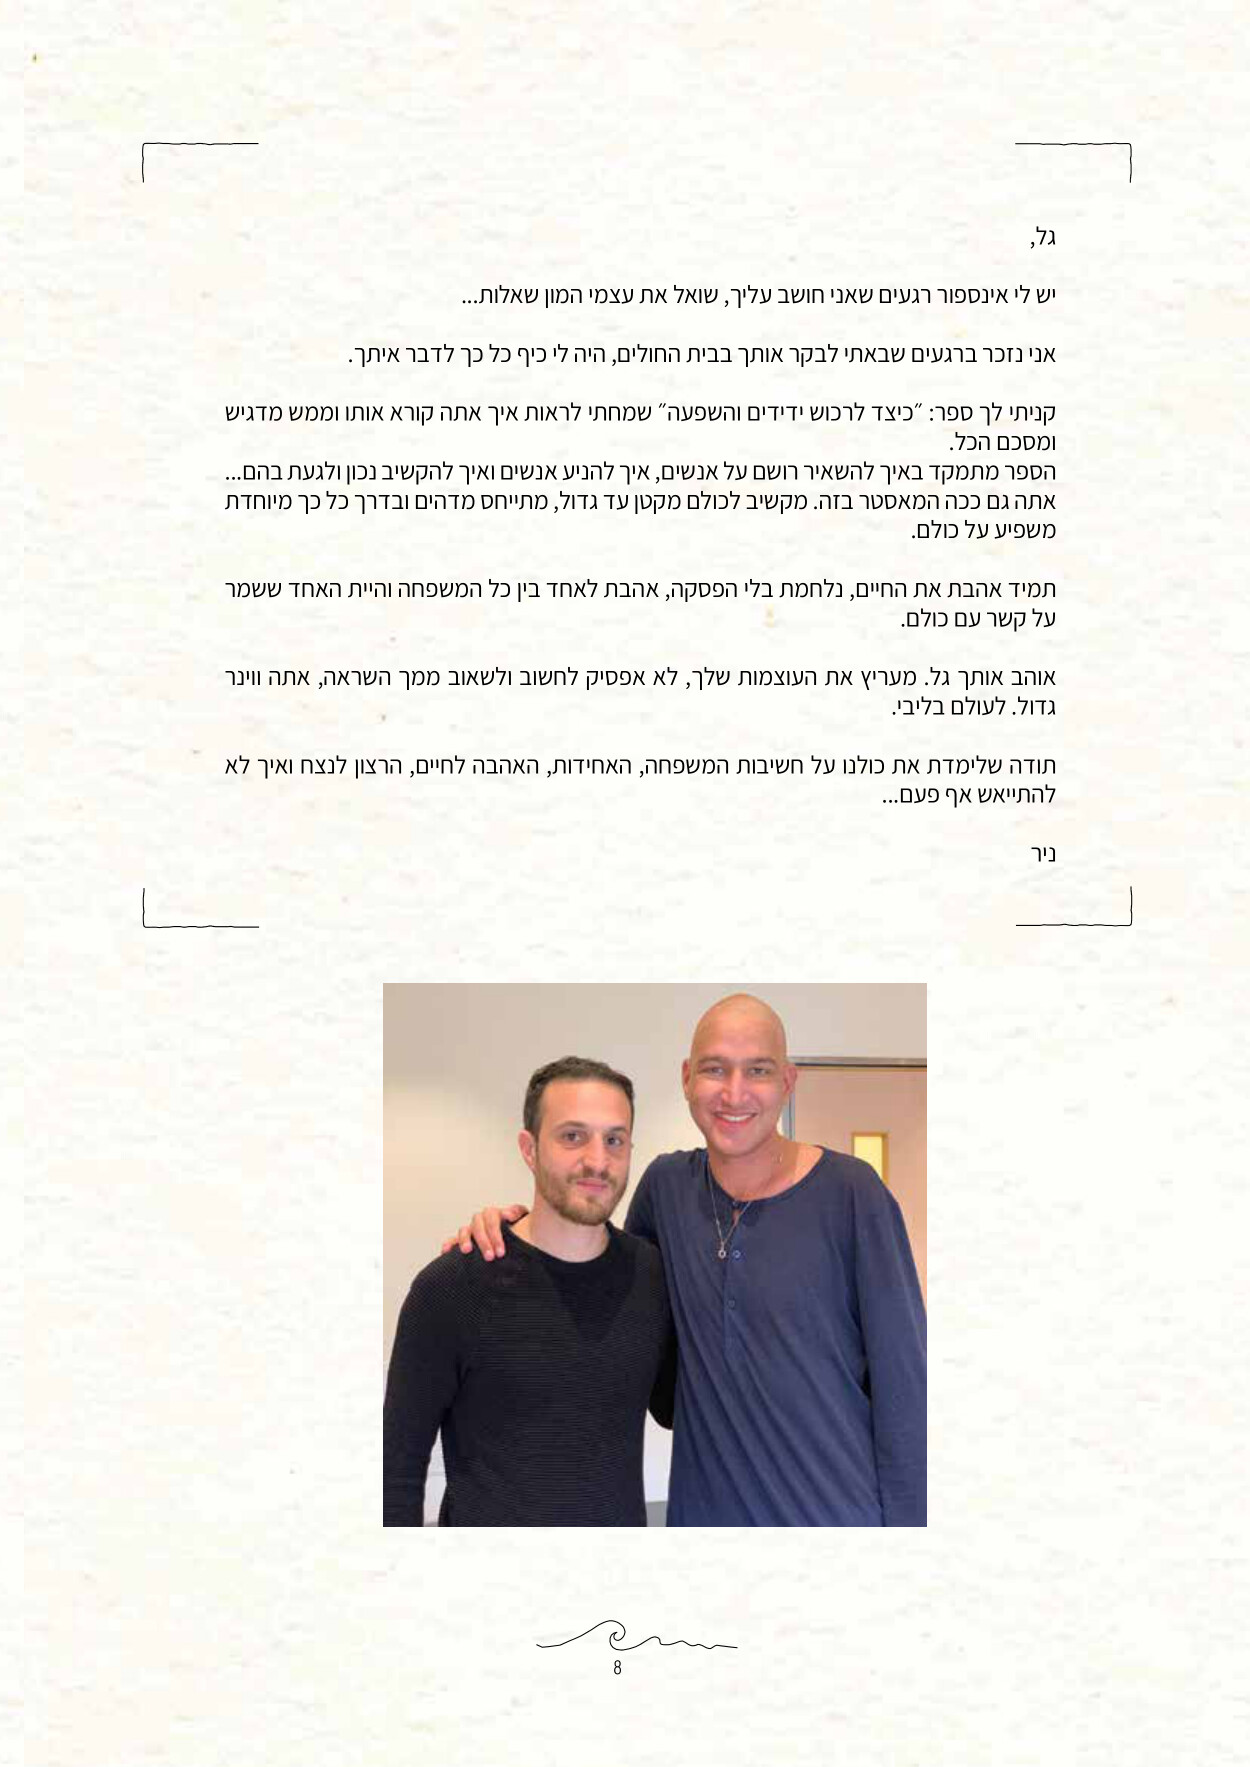 גל,
יש לי אינספור רגעים שאני חושב עליך, שואל את עצמי המון שאלות...
אני נזכר ברגעים שבאתי לבקר אותך בבית החולים, היה לי כיף כל כך לדבר איתך.
קניתי לך ספר: ״כיצד לרכוש ידידים והשפעה״ שמחתי לראות איך אתה קורא אותו וממש מדגיש
ומסכם הכל.
הספר מתמקד באיך להשאיר רושם על אנשים, איך להניע אנשים ואיך להקשיב נכון ולגעת בהם...
אתה גם ככה המאסטר בזה. מקשיב לכולם מקטן עד גדול, מתייחס מדהים ובדרך כל כך מיוחדת
משפיע על כולם.
תמיד אהבת את החיים, נלחמת בלי הפסקה, אהבת לאחד בין כל המשפחה והיית האחד ששמר
על קשר עם כולם.
אוהב אותך גל. מעריץ את העוצמות שלך, לא אפסיק לחשוב ולשאוב ממך השראה, אתה ווינר
גדול. לעולם בליבי.
תודה שלימדת את כולנו על חשיבות המשפחה, האחידות, האהבה לחיים, הרצון לנצח ואיך לא
להתייאש אף פעם...
ניר
8